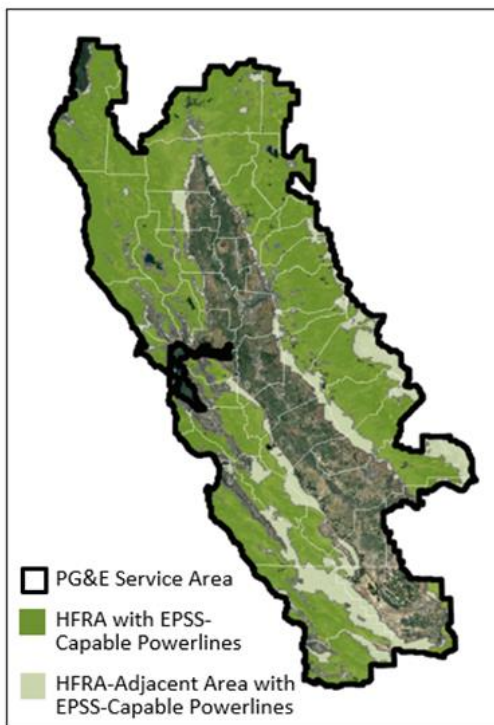 PG&E Service Area
HFRA with EPSS-
Capable Powerlines
HFRA-Adjacent Area with
EPSS-Capable Powerlines